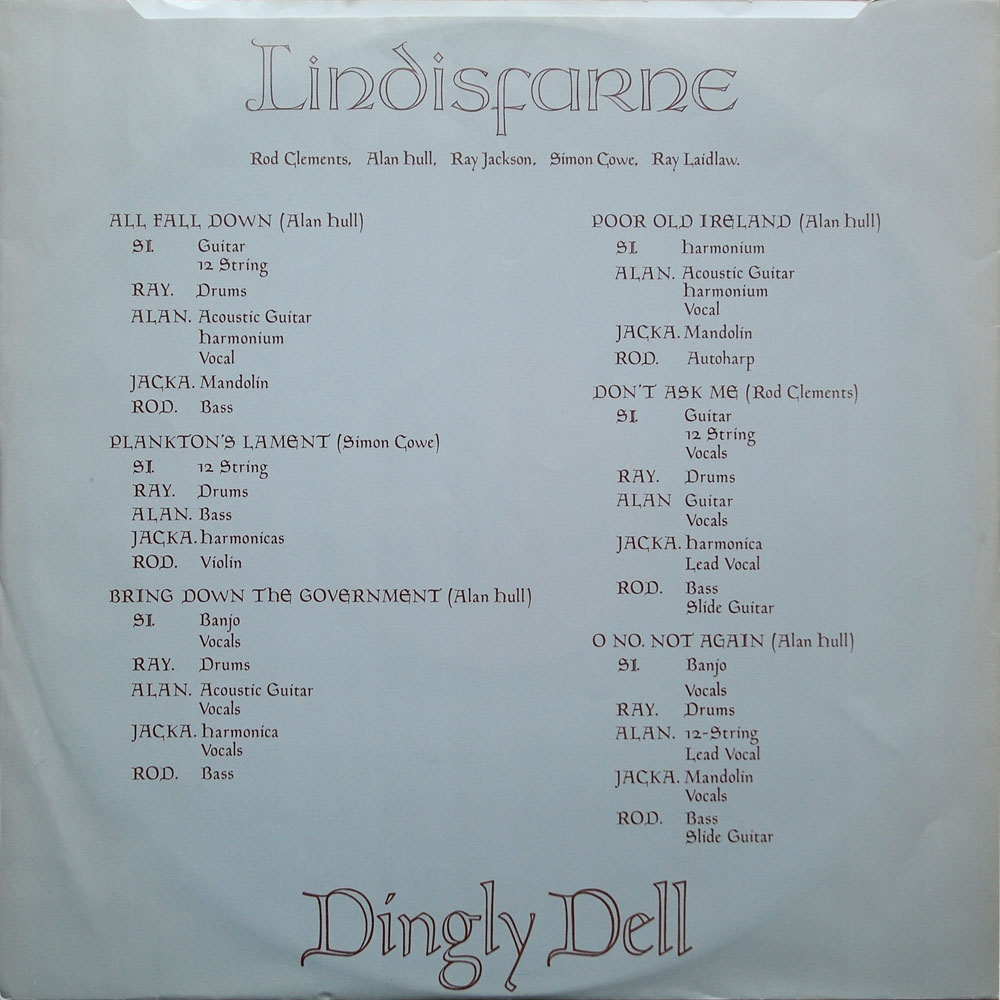 Lindisfarne
Rod Clements, Alan Hull, Ray Jackson, Simon Cowe, Ray Laidlaw.
ALL FALL DOWN (Alan Hull)
SI. Guitar
12 String
RAY. Drums
ALAN. Acoustic Guitar
Harmonium
Vocal
JACKA. Mandolin
ROD. Bass
PLANKTON'S LAMENT (Simon Cowe)
SI. 12 String
RAY. Drums
ALAN. Bass
JACKA. Harmonicas
ROD. Violin
BRING DOWN THE GOVERNMENT (Alan Hull)
SI. Banjo
Vocals
RAY. Drums
ALAN. Acoustic Guitar
Vocals
JACKA. Harmonica
Vocals
ROD. Bass
POOR OLD IRELAND (Alan Hull)
SI. Harmonium
ALAN. Acoustic Guitar
Harmonium
Vocal
JACKA. Mandolin
ROD. Autoharp
DON'T ASK ME (Rod Clements)
SI. Guitar
12 String
Vocals
RAY. Drums
ALAN Guitar
Vocals
JACKA. Harmonica
Lead Vocal
ROD. Bass
Slide Guitar
O NO. NOT AGAIN (Alan Hull)
SI. Banjo
Vocals
RAY. Drums
ALAN. 12-String
Lead Vocal
JACKA. Mandolin
Vocals
ROD. Bass
Slide Guitar
Dingly Dell